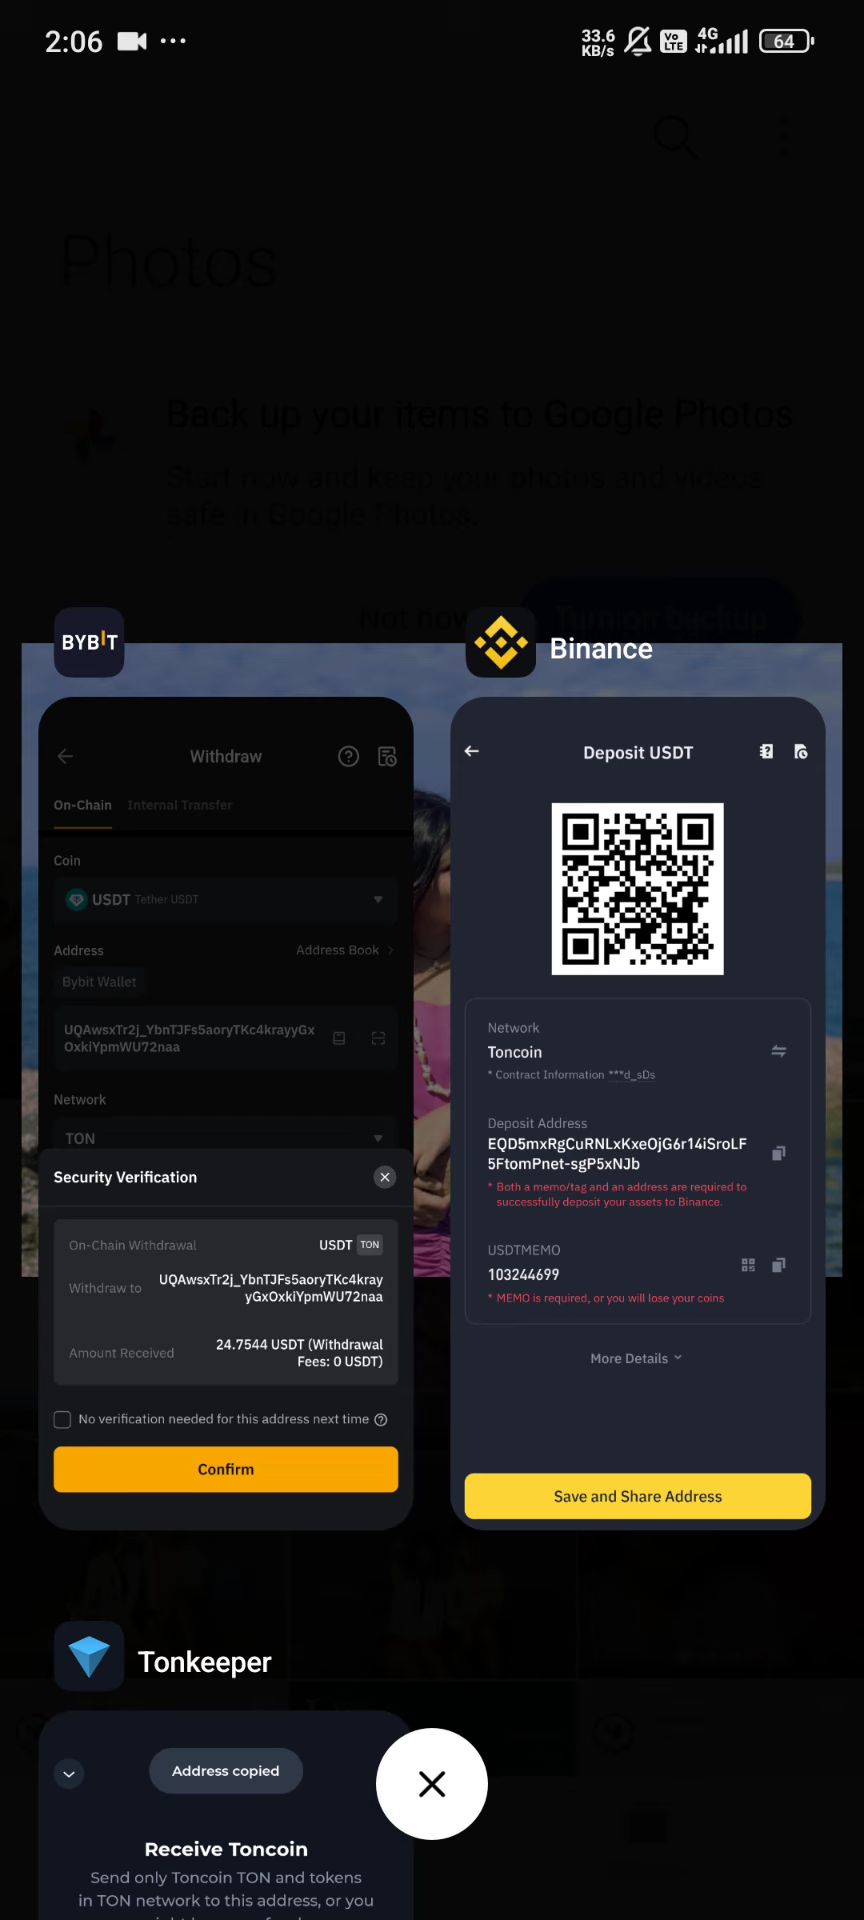 2:06
33.6
KB/s
Vo
LTE
4G
64
Photos
Back up your items to Google Photos
Start now and keep your photos and videos
safe in Google Photos.
Not now
Turn on backup
BYBIT
Binance
Withdraw
On-Chain Internal Transfer
Coin
USDT Tether USDT
Address
Address Book
Bybit Wallet
UQAwsxTr2j_YbnTJFs5aoryTKc4krayyGx
OxkiYpmWU72naa
Network
TON
Security Verification
On-Chain Withdrawal
USDT TON
Withdraw to
UQAwsxTr2j_YbnTJFs5aoryTKc4kray
yGxOxkiYpmWU72naa
Amount Received
24.7544 USDT (Withdrawal
Fees: 0 USDT)
No verification needed for this address next time
Confirm
Deposit USDT
Network
Toncoin
* Contract Information ***d_sDs
Deposit Address
EQD5mxRgCuRNLxKxeOjG6r14iSroLF
5FtomPnet-sgP5xNJb
* Both a memo/tag and an address are required to
successfully deposit your assets to Binance.
USDTMEMO
103244699
* MEMO is required, or you will lose your coins
More Details
Save and Share Address
Tonkeeper
Address copied
Receive Toncoin
Send only Toncoin TON and tokens
in TON network to this address, or you